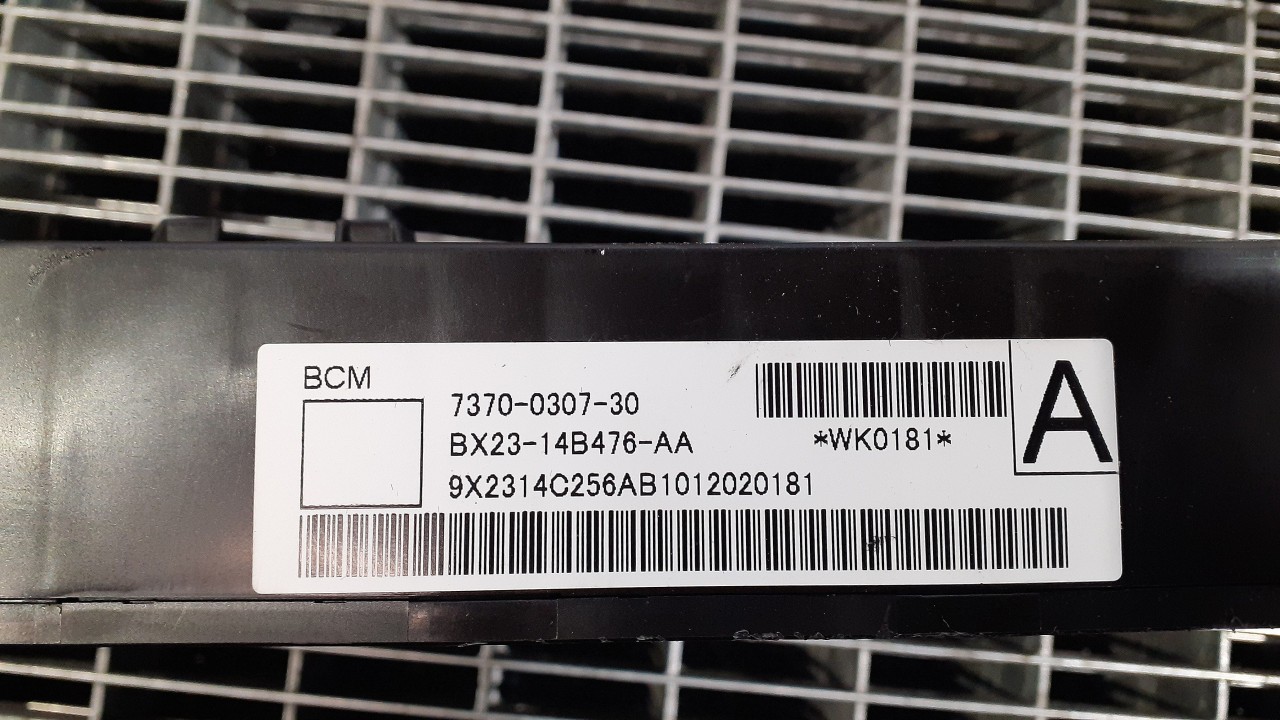 BCM
7370-0307-30
BX23-14B476-AA
*WK0181*
A
9X2314C256AB1012020181